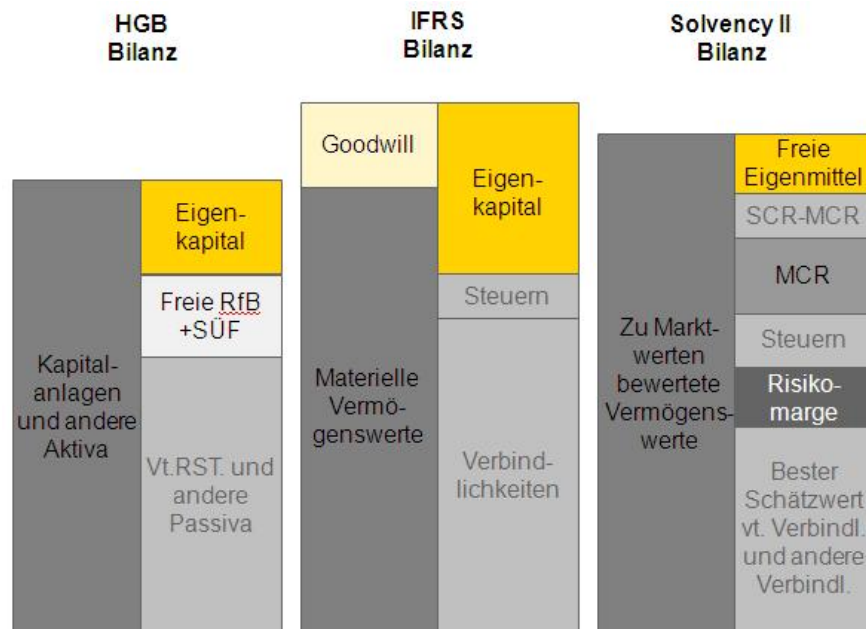 HGB
Bilanz
IFRS
Bilanz
Solvency II
Bilanz
Kapital-
anlagen
und andere
Aktiva
Eigen-
kapital
Freie RfB
+SÜF
Vt.RST. und
andere
Passiva
Goodwill
Materielle
Vermö-
genswerte
Eigen-
kapital
Steuern
Verbind-
lichkeiten
Zu Markt-
werten
bewertete
Vermögens-
werte
Freie
Eigenmittel
SCR-MCR
MCR
Steuern
Risiko-
marge
Bester
Schätzwert
vt. Verbindl.
und andere
Verbindl.